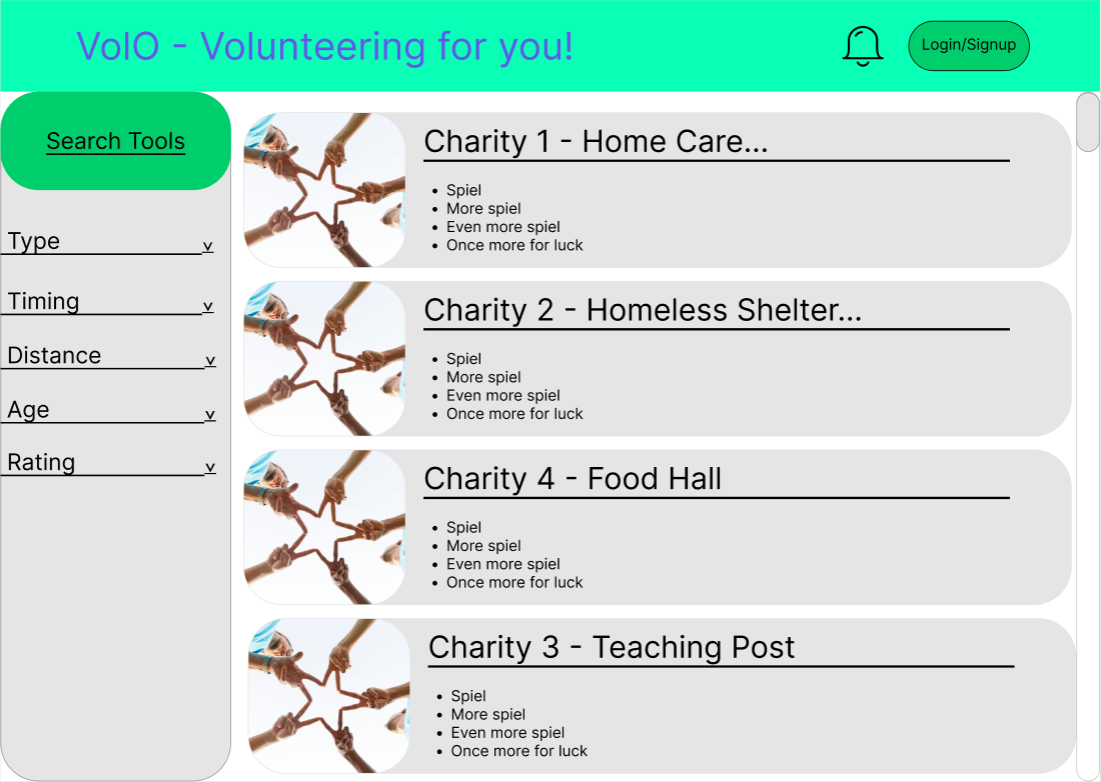 VolO - Volunteering for you!
Login/Signup
Search Tools
Type v
Timing v
Distance v
Age v
Rating v
Charity 1 - Home Care...
• Spiel
• More spiel
• Even more spiel
• Once more for luck
Charity 2 - Homeless Shelter...
• Spiel
• More spiel
• Even more spiel
• Once more for luck
Charity 4 - Food Hall
• Spiel
• More spiel
• Even more spiel
• Once more for luck
Charity 3 - Teaching Post
• Spiel
• More spiel
• Even more spiel
• Once more for luck